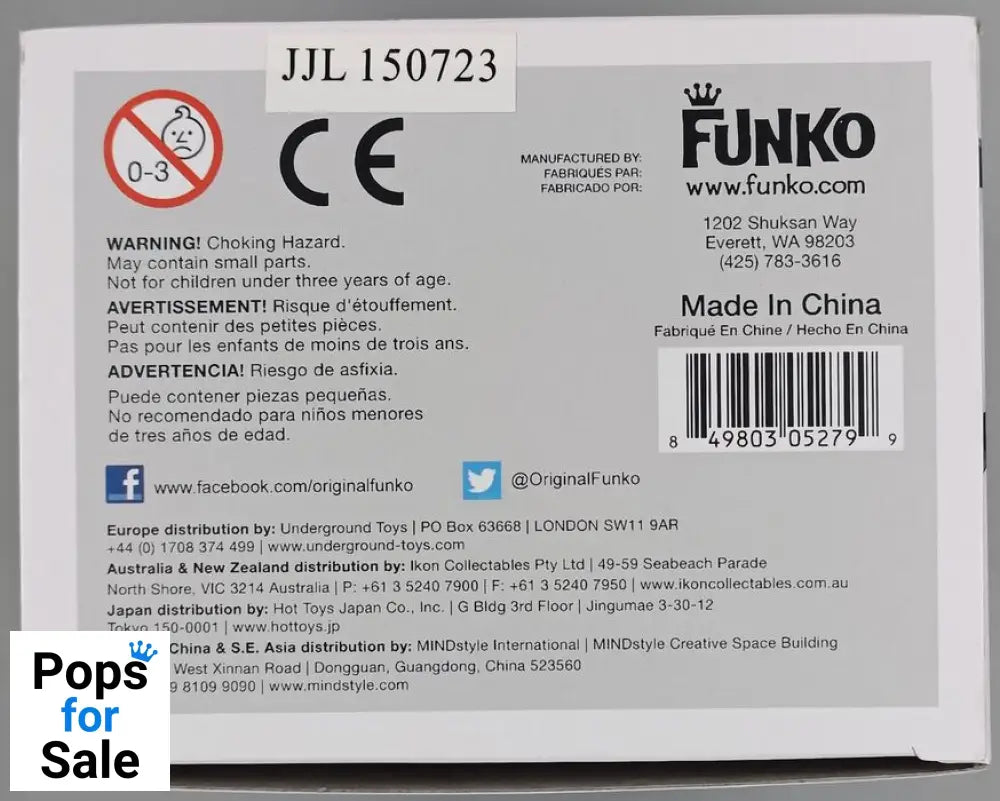 JJL 150723
0-3
CE
MANUFACTURED BY:
FABRIQUÉS PAR:
FABRICADO POR:
FUNKO
www.funko.com
1202 Shuksan Way
Everett, WA 98203
(425) 783-3616
Made In China
Fabriqué En Chine / Hecho En China
8 49803 05279 9
WARNING! Choking Hazard.
May contain small parts.
Not for children under three years of age.
AVERTISSEMENT! Risque d'étouffement.
Peut contenir des petites pièces.
Pas pour les enfants de moins de trois ans.
ADVERTENCIA! Riesgo de asfixia.
Puede contener piezas pequeñas.
No recomendado para niños menores
de tres años de edad.
f www.facebook.com/originalfunko
@OriginalFunko
Europe distribution by: Underground Toys | PO Box 63668 | LONDON SW11 9AR
+44 (0) 1708 374 499 | www.underground-toys.com
Australia & New Zealand distribution by: Ikon Collectables Pty Ltd | 49-59 Seabeach Parade
North Shore, VIC 3214 Australia | P: +61 3 5240 7900 | F: +61 3 5240 7950 | www.ikoncollectables.com.au
Japan distribution by: Hot Toys Japan Co., Inc. | G Bldg 3rd Floor | Jingumae 3-30-12
Tokyo 150-0001 | www.hottoys.jp
China & S.E. Asia distribution by: MINDstyle International | MINDstyle Creative Space Building
West Xinnan Road | Dongguan, Guangdong, China 523560
9 8109 9090 | www.mindstyle.com
Pops
for
Sale